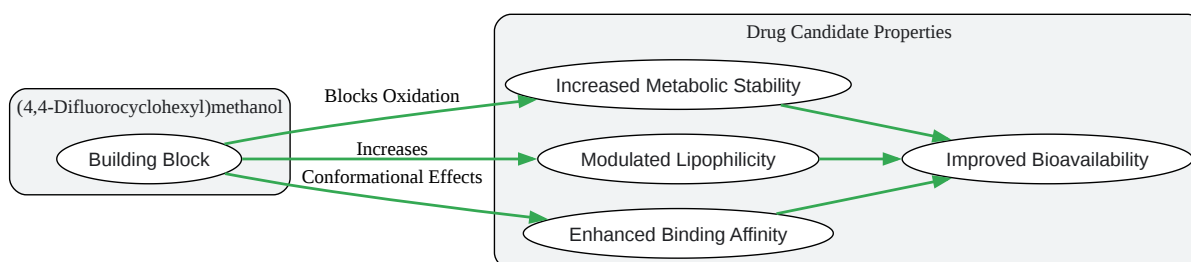 Drug Candidate Properties
(4,4-Difluorocyclohexyl)methanol
Building Block
Blocks Oxidation
Increases
Conformational Effects
Increased Metabolic Stability
Modulated Lipophilicity
Enhanced Binding Affinity
Improved Bioavailability